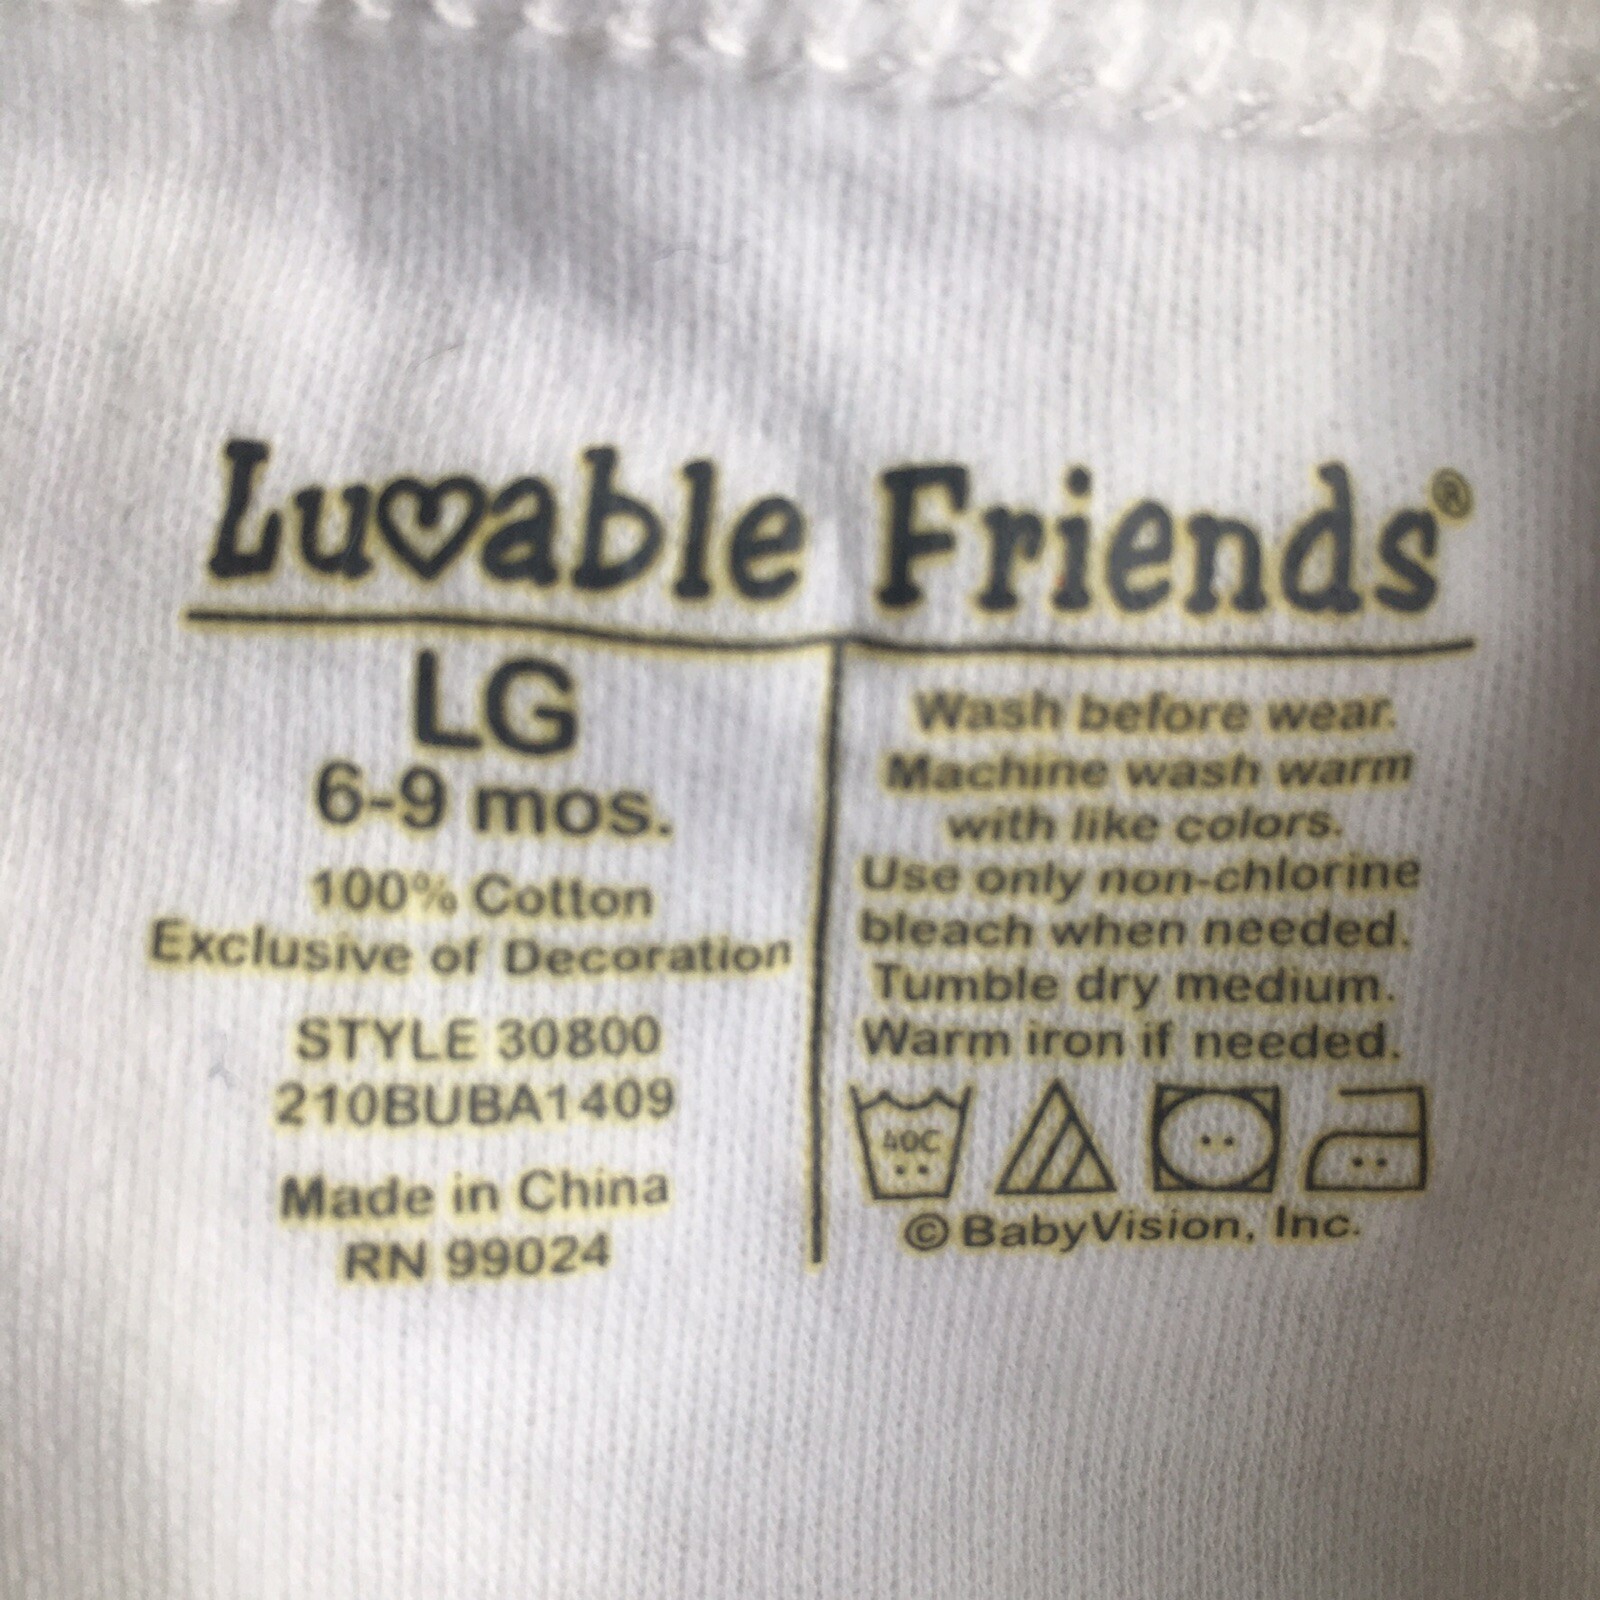 Luvable Friends®
LG
6-9 mos.
100% Cotton
Exclusive of Decoration
STYLE 30800
210BUBA1409
Made in China
RN 99024
Wash before wear.
Machine wash warm
with like colors.
Use only non-chlorine
bleach when needed.
Tumble dry medium.
Warm iron if needed.
40C
© BabyVision, Inc.